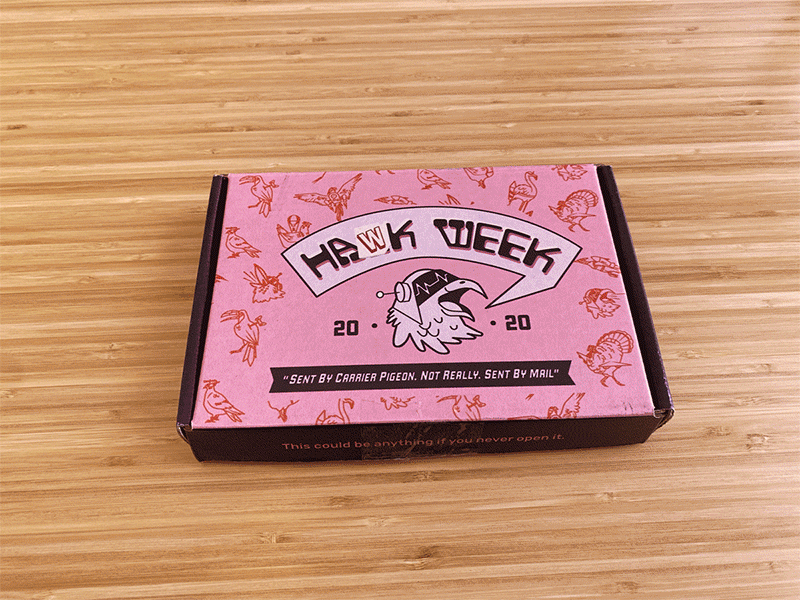 HAWK WEEK
20 · · 20
"SENT BY CARRIER PIGEON. NOT REALLY. SENT BY MAIL"
This could be anything if you never open it.